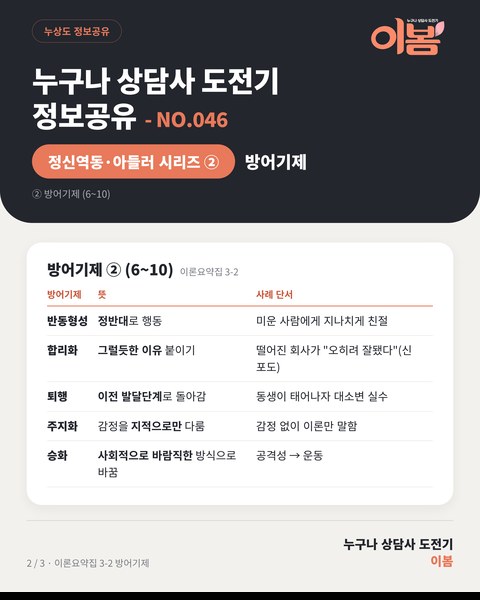 누상도 정보공유
누구나 상담사 도전기
이봄
누구나 상담사 도전기
정보공유 - NO.046
정신역동·아들러 시리즈 ② 방어기제
② 방어기제 (6~10)
방어기제 ② (6~10) 이론요약집 3-2
방어기제 뜻 사례 단서
반동형성 정반대로 행동 미운 사람에게 지나치게 친절
합리화 그럴듯한 이유 붙이기 떨어진 회사가 "오히려 잘됐다"(신
포도)
퇴행 이전 발달단계로 돌아감 동생이 태어나자 대소변 실수
주지화 감정을 지적으로만 다룸 감정 없이 이론만 말함
승화 사회적으로 바람직한 방식으로 공격성 → 운동
바꿈
누구나 상담사 도전기
2 / 3 · 이론요약집 3-2 방어기제 이봄